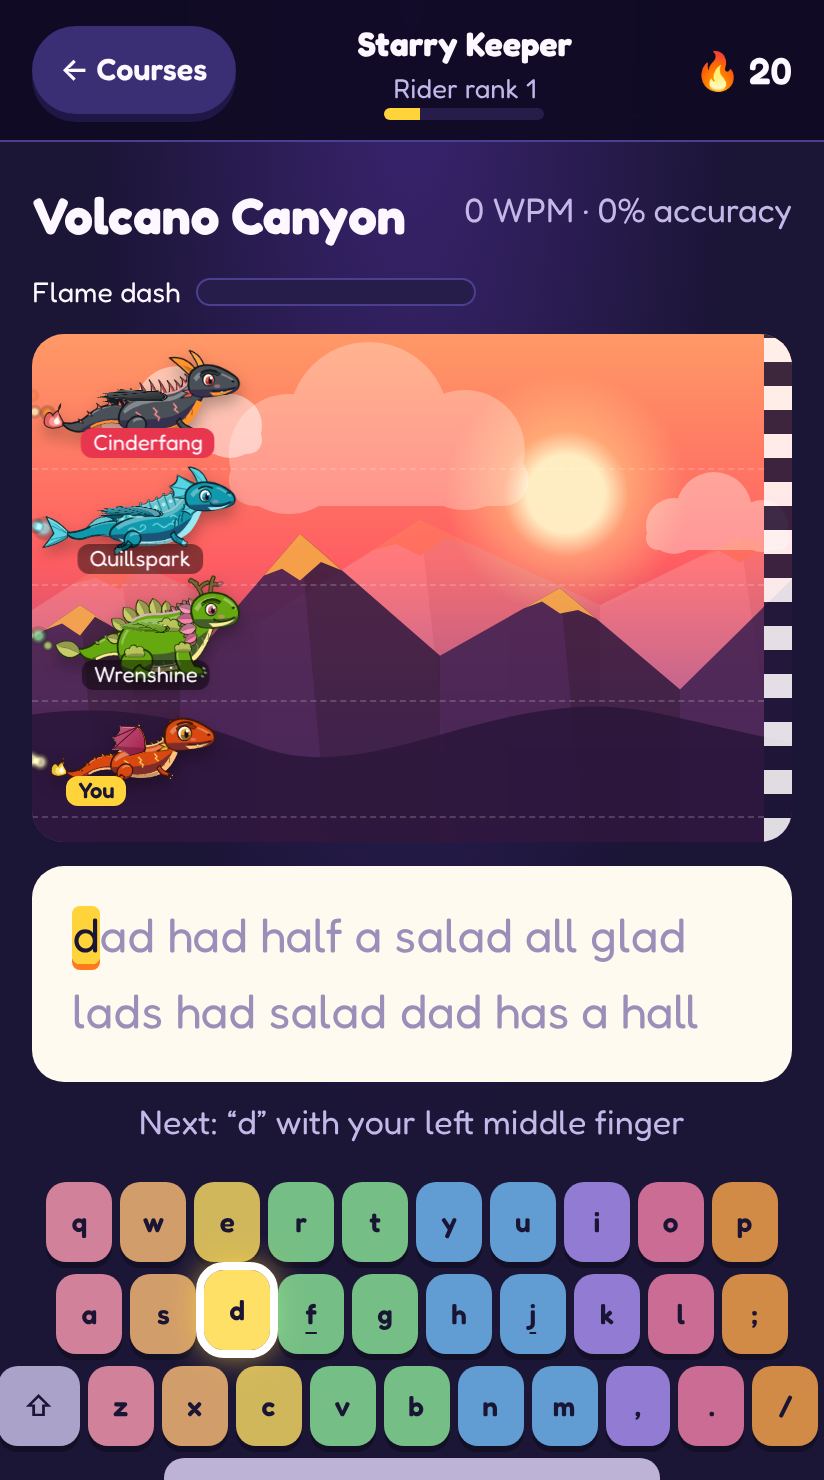 ← Courses
Starry Keeper
Rider rank 1
🔥 20
Volcano Canyon
0 WPM · 0% accuracy
Flame dash
Cinderfang
Quillspark
Wrenshine
You
dad had half a salad all glad
lads had salad dad has a hall
Next: “d” with your left middle finger
q w e r t y u i o p
a s d f g h j k l ;
⇧ z x c v b n m , . /